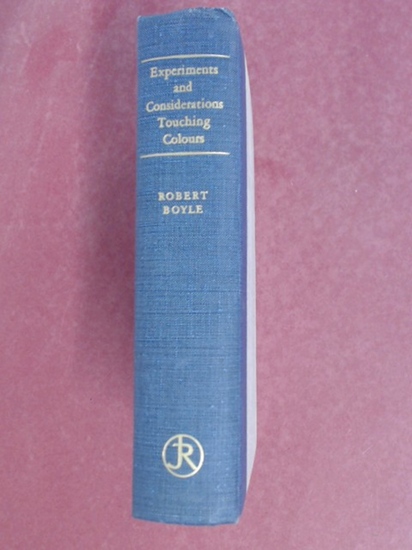 Experiments
and
Considerations
Touching
Colours
ROBERT
BOYLE
JR